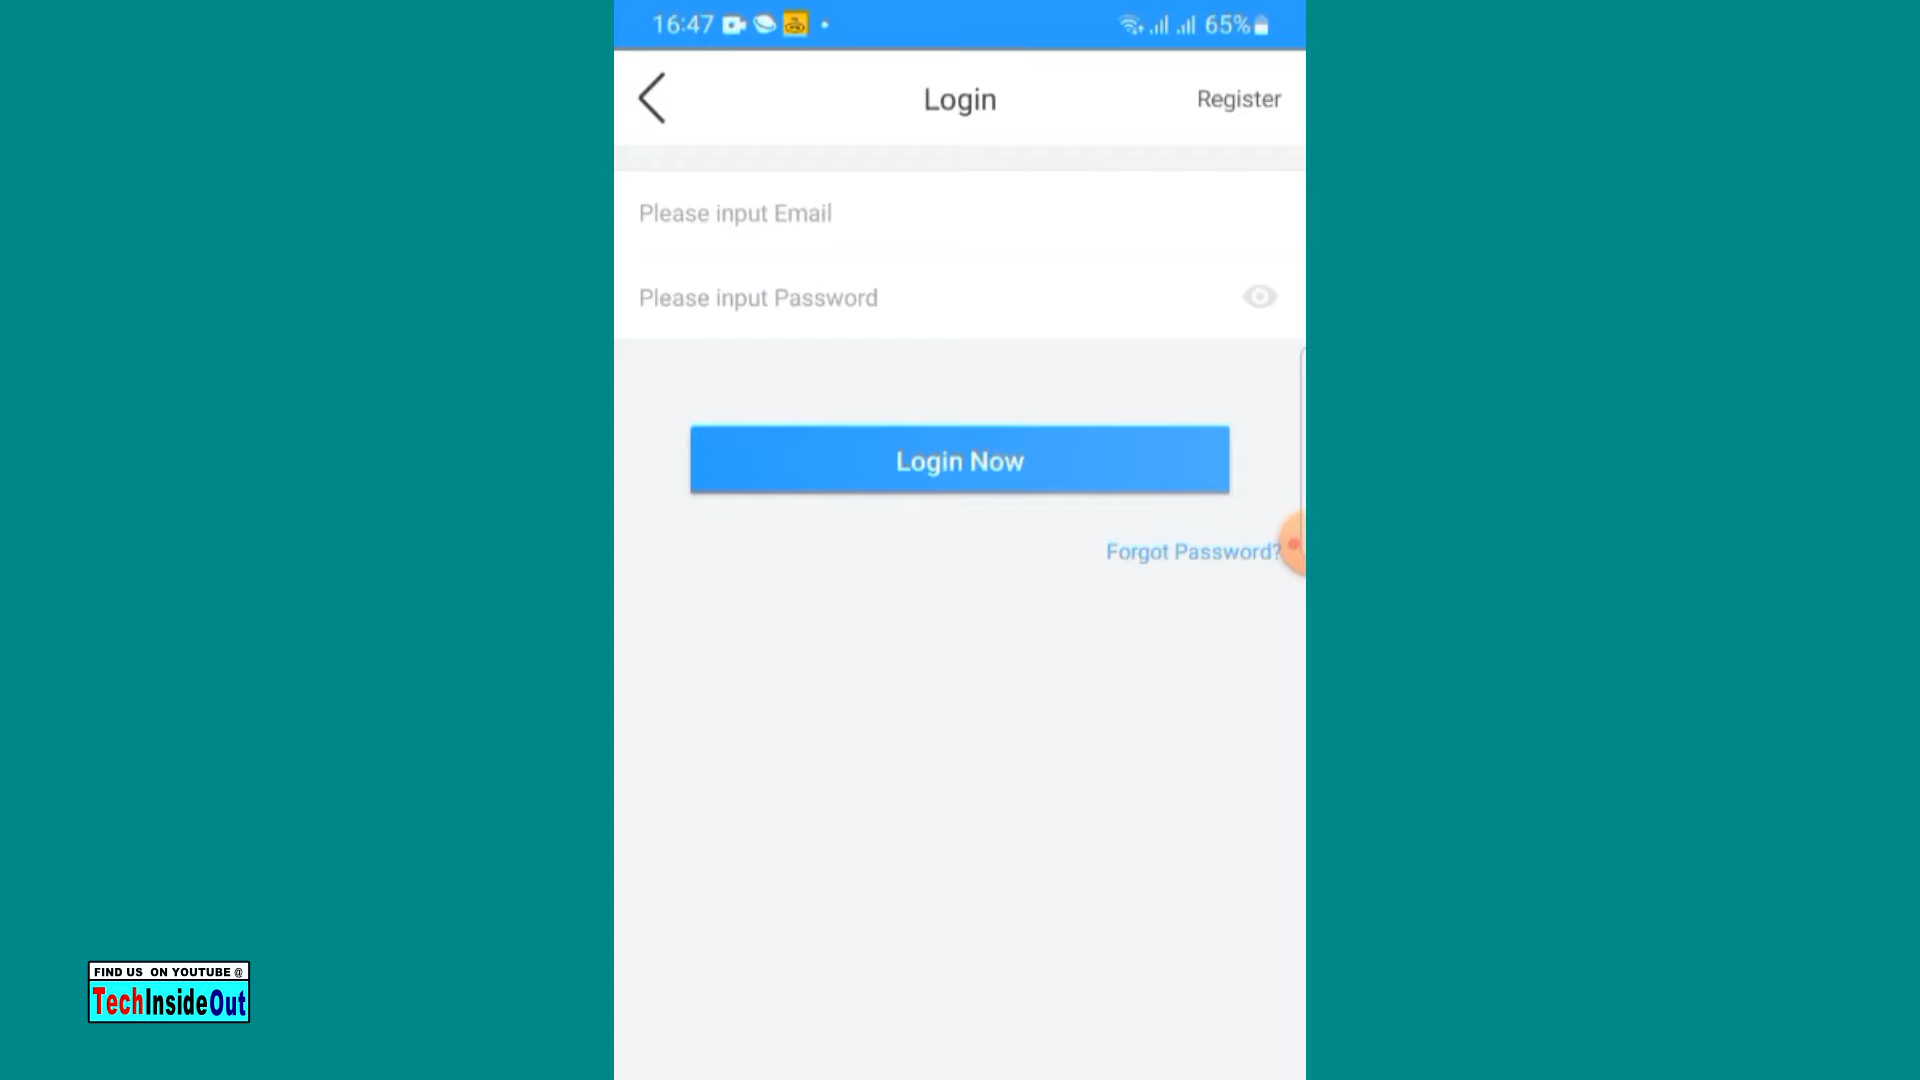 16:47
65%
Login
Register
Please input Email
Please input Password
Login Now
Forgot Password?
FIND US ON YOUTUBE @
TechInsideOut